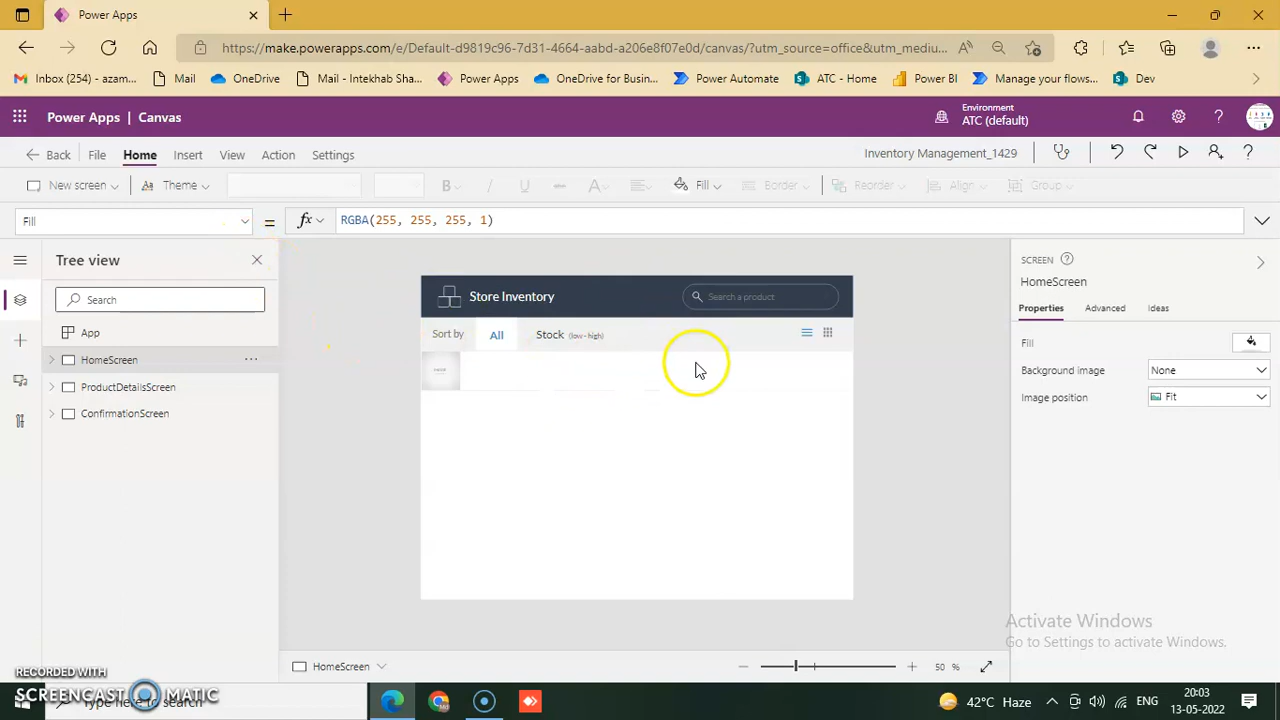 Power Apps
https://make.powerapps.com/e/Default-d9819c96-7d31-4664-aabd-a206e8f07e0d/canvas/?utm_source=office&utm_mediu...
Inbox (254) - azam...
Mail
OneDrive
Mail - Intekhab Sha...
Power Apps
OneDrive for Busin...
Power Automate
ATC - Home
Power BI
Manage your flows...
Dev
Power Apps | Canvas
Environment
ATC (default)
Back File Home Insert View Action Settings
Inventory Management_1429
New screen Theme B I U A Fill Border Reorder Align Group
Fill = fx RGBA(255, 255, 255, 1)
Tree view
Search
App
HomeScreen ...
ProductDetailsScreen
ConfirmationScreen
Store Inventory
Search a product
Sort by All Stock (low - high)
SCREEN
HomeScreen
Properties Advanced Ideas
Fill
Background image None
Image position Fit
HomeScreen
50 %
Activate Windows
Go to Settings to activate Windows.
RECORDED WITH
SCREENCAST MATIC
Type here to search
42°C Haze
ENG
20:03
13-05-2022